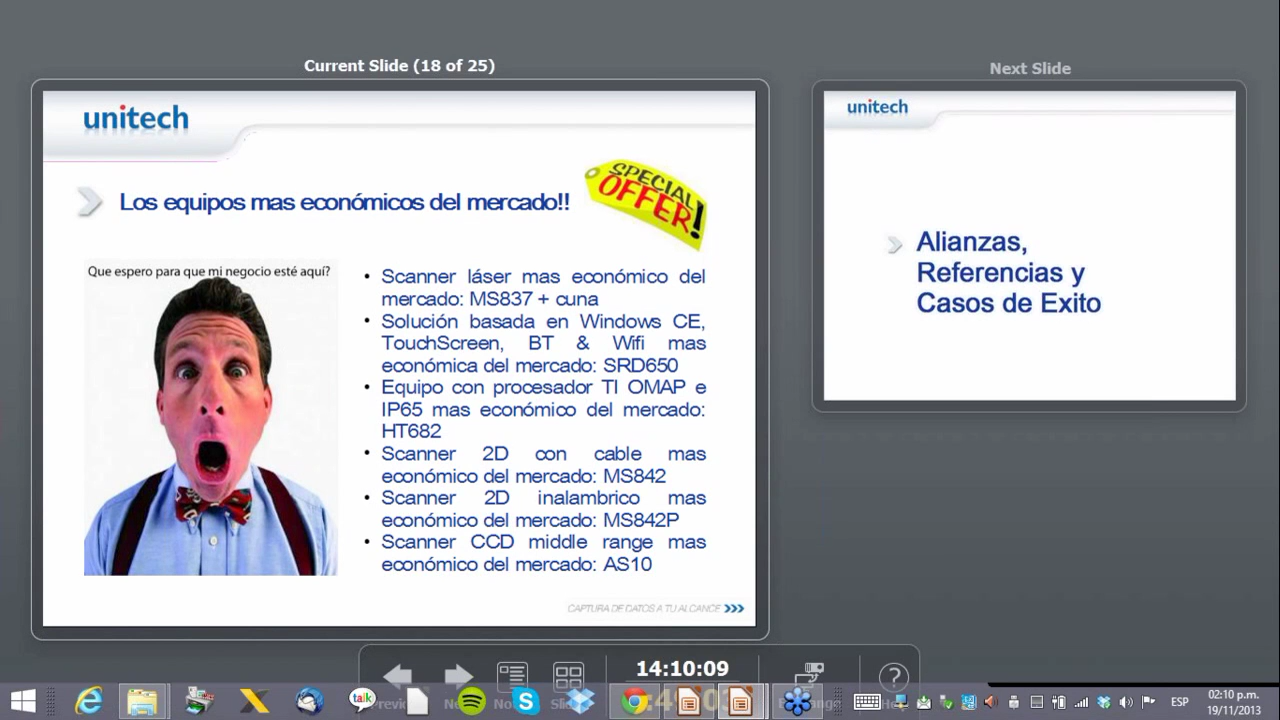 Current Slide (18 of 25)
Next Slide
unitech
Los equipos mas económicos del mercado!!
SPECIAL
OFFER!
Que espero para que mi negocio esté aquí?
• Scanner láser mas económico del
mercado: MS837 + cuna
• Solución basada en Windows CE,
TouchScreen, BT & Wifi mas
económica del mercado: SRD650
• Equipo con procesador TI OMAP e
IP65 mas económico del mercado:
HT682
• Scanner 2D con cable mas
económico del mercado: MS842
• Scanner 2D inalambrico mas
económico del mercado: MS842P
• Scanner CCD middle range mas
económico del mercado: AS10
CAPTURA DE DATOS A TU ALCANCE
unitech
Alianzas,
Referencias y
Casos de Exito
14:10:09
talk
ESP
02:10 p.m.
19/11/2013